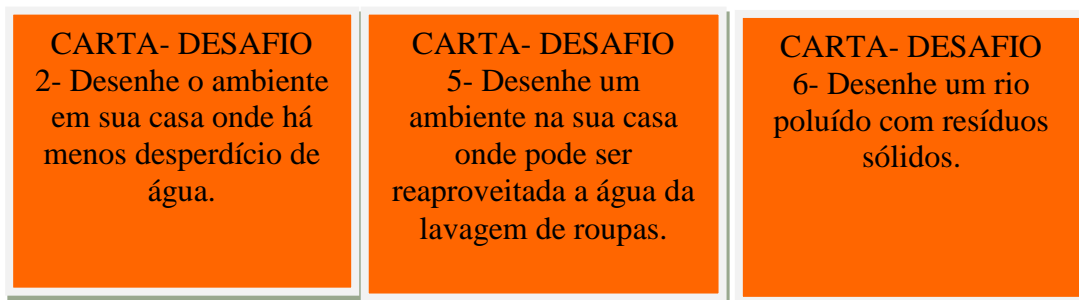 CARTA- DESAFIO
2- Desenhe o ambiente
em sua casa onde há
menos desperdício de
água.
CARTA- DESAFIO
5- Desenhe um
ambiente na sua casa
onde pode ser
reaproveitada a água da
lavagem de roupas.
CARTA- DESAFIO
6- Desenhe um rio
poluído com resíduos
sólidos.